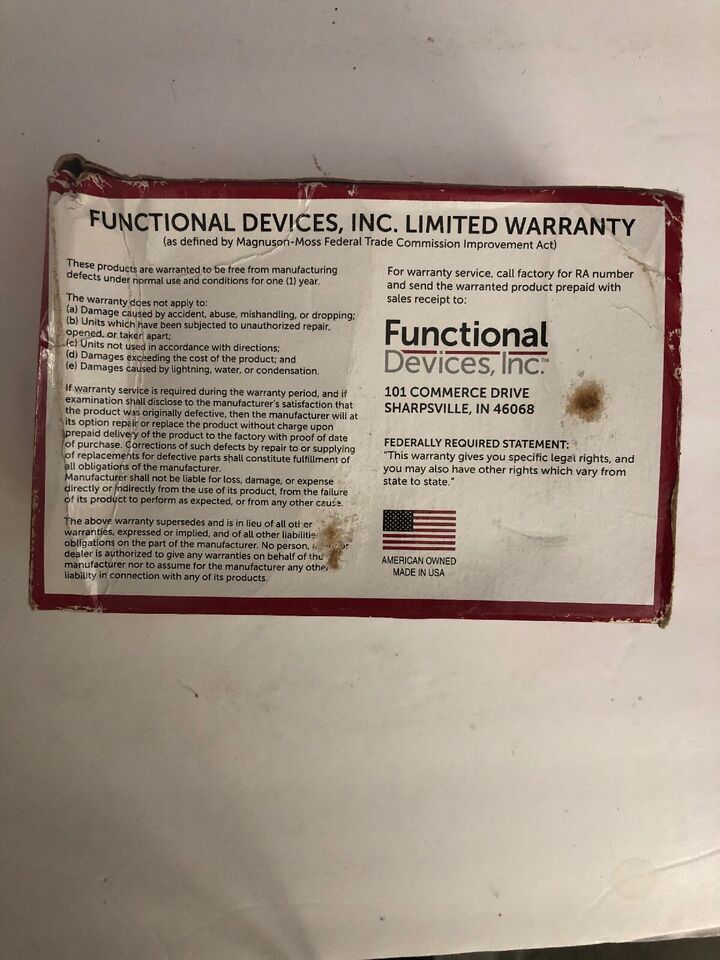 FUNCTIONAL DEVICES, INC. LIMITED WARRANTY
(as defined by Magnuson-Moss Federal Trade Commission Improvement Act)
These products are warranted to be free from manufacturing
defects under normal use and conditions for one (1) year.
The warranty does not apply to:
(a) Damage caused by accident, abuse, mishandling, or dropping;
(b) Units which have been subjected to unauthorized repair,
opened, or taken apart;
(c) Units not used in accordance with directions;
(d) Damages exceeding the cost of the product; and
(e) Damages caused by lightning, water, or condensation.
If warranty service is required during the warranty period, and if
examination shall disclose to the manufacturer's satisfaction that
the product was originally defective, then the manufacturer will at
its option repair or replace the product without charge upon
prepaid delivery of the product to the factory with proof of date
of purchase. Corrections of such defects by repair to or supplying
of replacements for defective parts shall constitute fulfillment of
all obligations of the manufacturer.
Manufacturer shall not be liable for loss, damage, or expense
directly or indirectly from the use of its product, from the failure
of its product to perform as expected, or from any other cause.
The above warranty supersedes and is in lieu of all other
warranties, expressed or implied, and of all other liabilities
obligations on the part of the manufacturer. No person,
dealer is authorized to give any warranties on behalf of the
manufacturer nor to assume for the manufacturer any other
liability in connection with any of its products.
For warranty service, call factory for RA number
and send the warranted product prepaid with
sales receipt to:
Functional
Devices, Inc.™
101 COMMERCE DRIVE
SHARPSVILLE, IN 46068
FEDERALLY REQUIRED STATEMENT:
"This warranty gives you specific legal rights, and
you may also have other rights which vary from
state to state."
AMERICAN OWNED
MADE IN USA